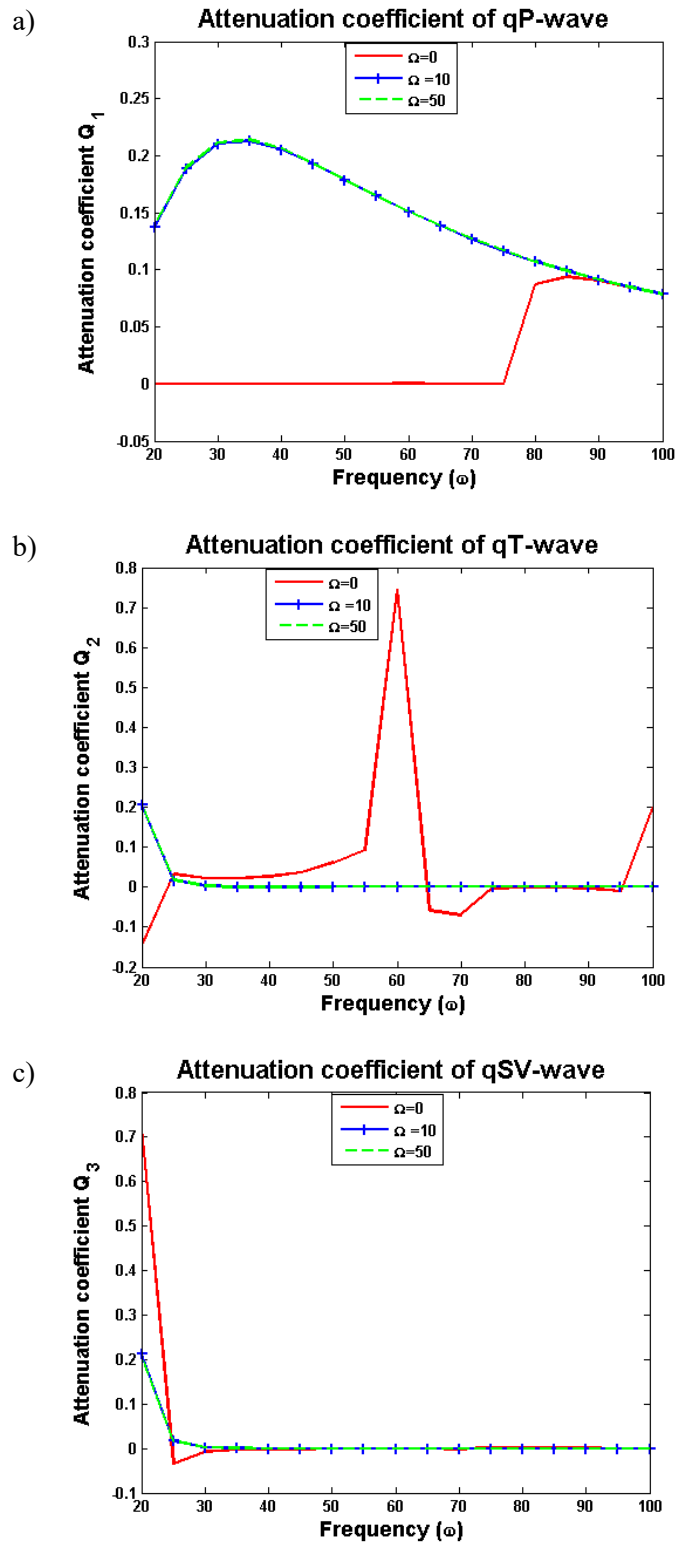 a)
Attenuation coefficient of qP-wave
Ω=0
Ω =10
Ω=50
Attenuation coefficient Q1
0.3
0.25
0.2
0.15
0.1
0.05
0
-0.05
20 30 40 50 60 70 80 90 100
Frequency (ω)
b)
Attenuation coefficient of qT-wave
Ω=0
Ω =10
Ω=50
Attenuation coefficient Q2
0.8
0.7
0.6
0.5
0.4
0.3
0.2
0.1
0
-0.1
-0.2
20 30 40 50 60 70 80 90 100
Frequency (ω)
c)
Attenuation coefficient of qSV-wave
Ω=0
Ω =10
Ω=50
Attenuation coefficient Q3
0.8
0.7
0.6
0.5
0.4
0.3
0.2
0.1
0
-0.1
20 30 40 50 60 70 80 90 100
Frequency (ω)